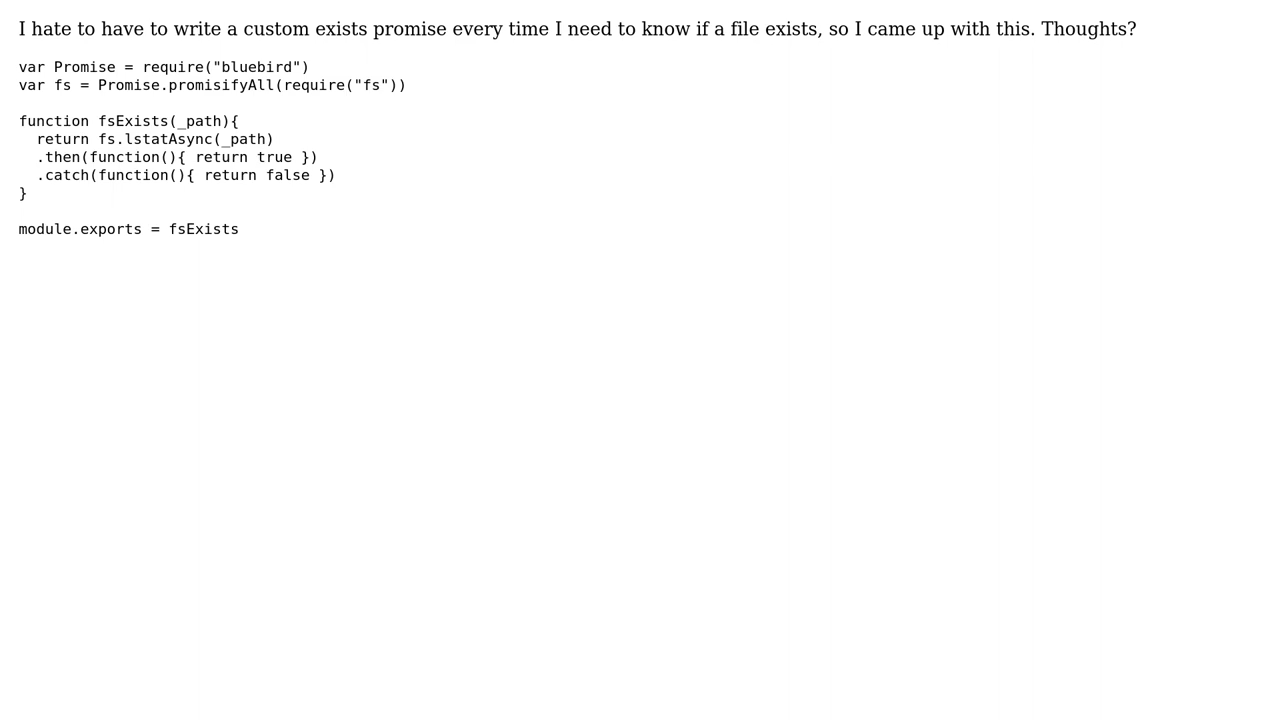 I hate to have to write a custom exists promise every time I need to know if a file exists, so I came up with this. Thoughts?
var Promise = require("bluebird")
var fs = Promise.promisifyAll(require("fs"))
function fsExists(_path){
  return fs.lstatAsync(_path)
  .then(function(){ return true })
  .catch(function(){ return false })
}
module.exports = fsExists